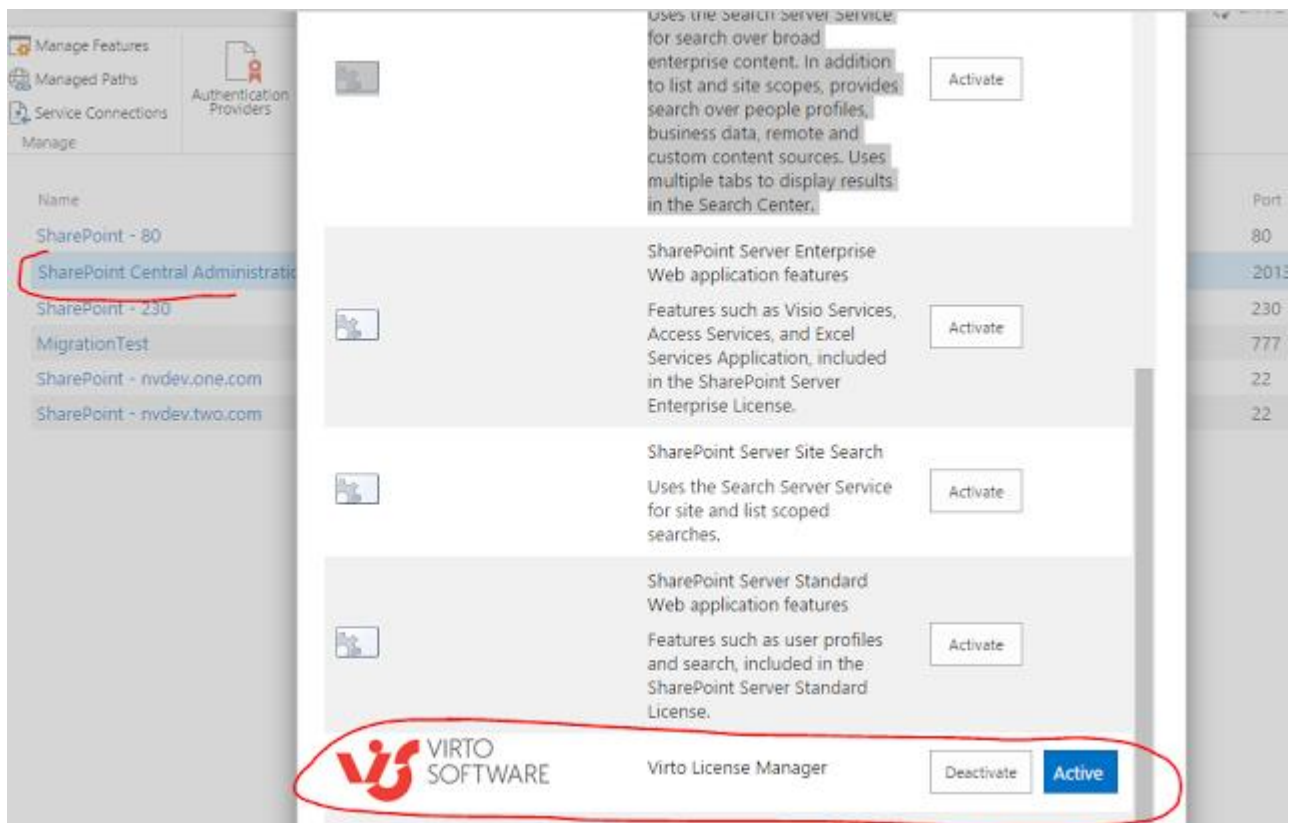 Manage Features
Managed Paths
Service Connections
Manage
Authentication
Providers
Name
Port
SharePoint - 80
80
SharePoint Central Administratio
2013
SharePoint - 230
230
MigrationTest
777
SharePoint - nvdev.one.com
22
SharePoint - nvdev.two.com
22
Uses the Search Server Service
for search over broad
enterprise content. In addition
to list and site scopes, provides
search over people profiles,
business data, remote and
custom content sources. Uses
multiple tabs to display results
in the Search Center.
Activate
SharePoint Server Enterprise
Web application features
Features such as Visio Services,
Access Services, and Excel
Services Application, included
in the SharePoint Server
Enterprise License.
Activate
SharePoint Server Site Search
Uses the Search Server Service
for site and list scoped
searches.
Activate
SharePoint Server Standard
Web application features
Features such as user profiles
and search, included in the
SharePoint Server Standard
License.
Activate
VIRTO
SOFTWARE
Virto License Manager
Deactivate
Active